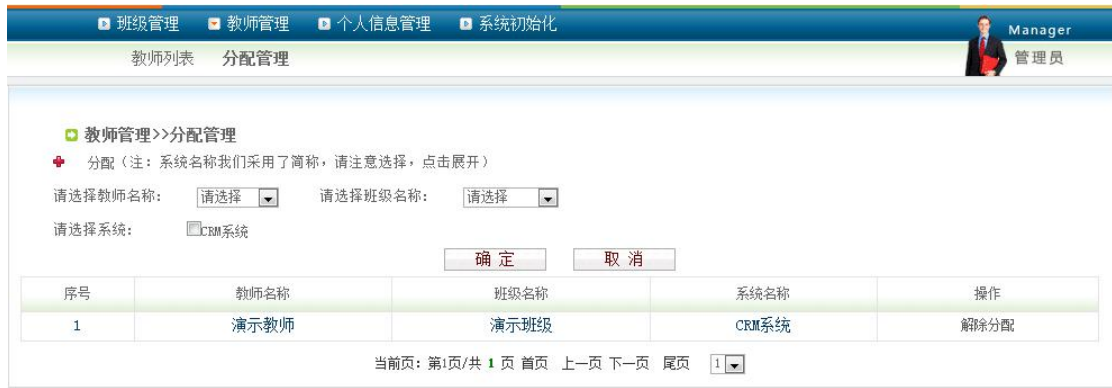 班级管理 教师管理 个人信息管理 系统初始化 Manager
教师列表 分配管理 管理员
教师管理>>分配管理
分配(注: 系统名称我们采用了简称,请注意选择,点击展开)
请选择教师名称: 请选择 请选择班级名称: 请选择
请选择系统: CRM系统
确 定 取 消
序号 教师名称 班级名称 系统名称 操作
1 演示教师 演示班级 CRM系统 解除分配
当前页: 第1页/共 1 页 首页 上一页 下一页 尾页 1